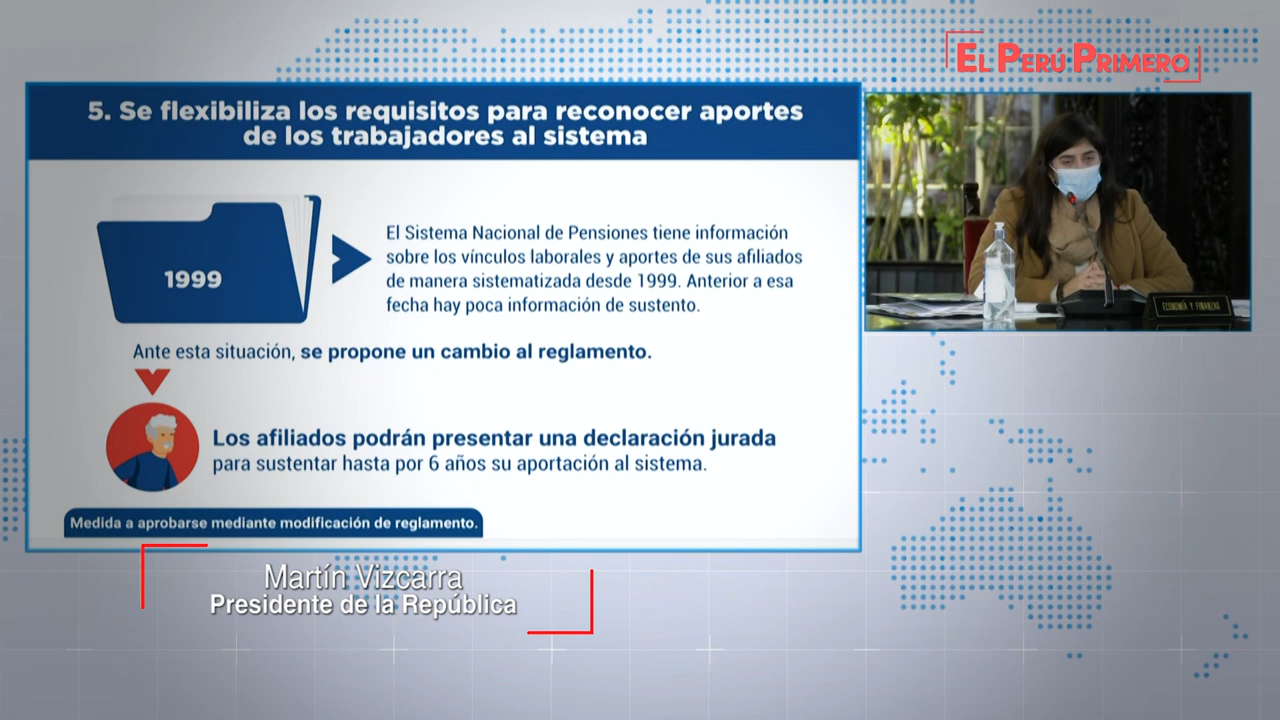 EL PERÚ PRIMERO
5. Se flexibiliza los requisitos para reconocer aportes
de los trabajadores al sistema
1999
El Sistema Nacional de Pensiones tiene información
sobre los vínculos laborales y aportes de sus afiliados
de manera sistematizada desde 1999. Anterior a esa
fecha hay poca información de sustento.
Ante esta situación, se propone un cambio al reglamento.
Los afiliados podrán presentar una declaración jurada
para sustentar hasta por 6 años su aportación al sistema.
Medida a aprobarse mediante modificación de reglamento.
ECONOMÍA Y FINANZAS
Martín Vizcarra
Presidente de la República